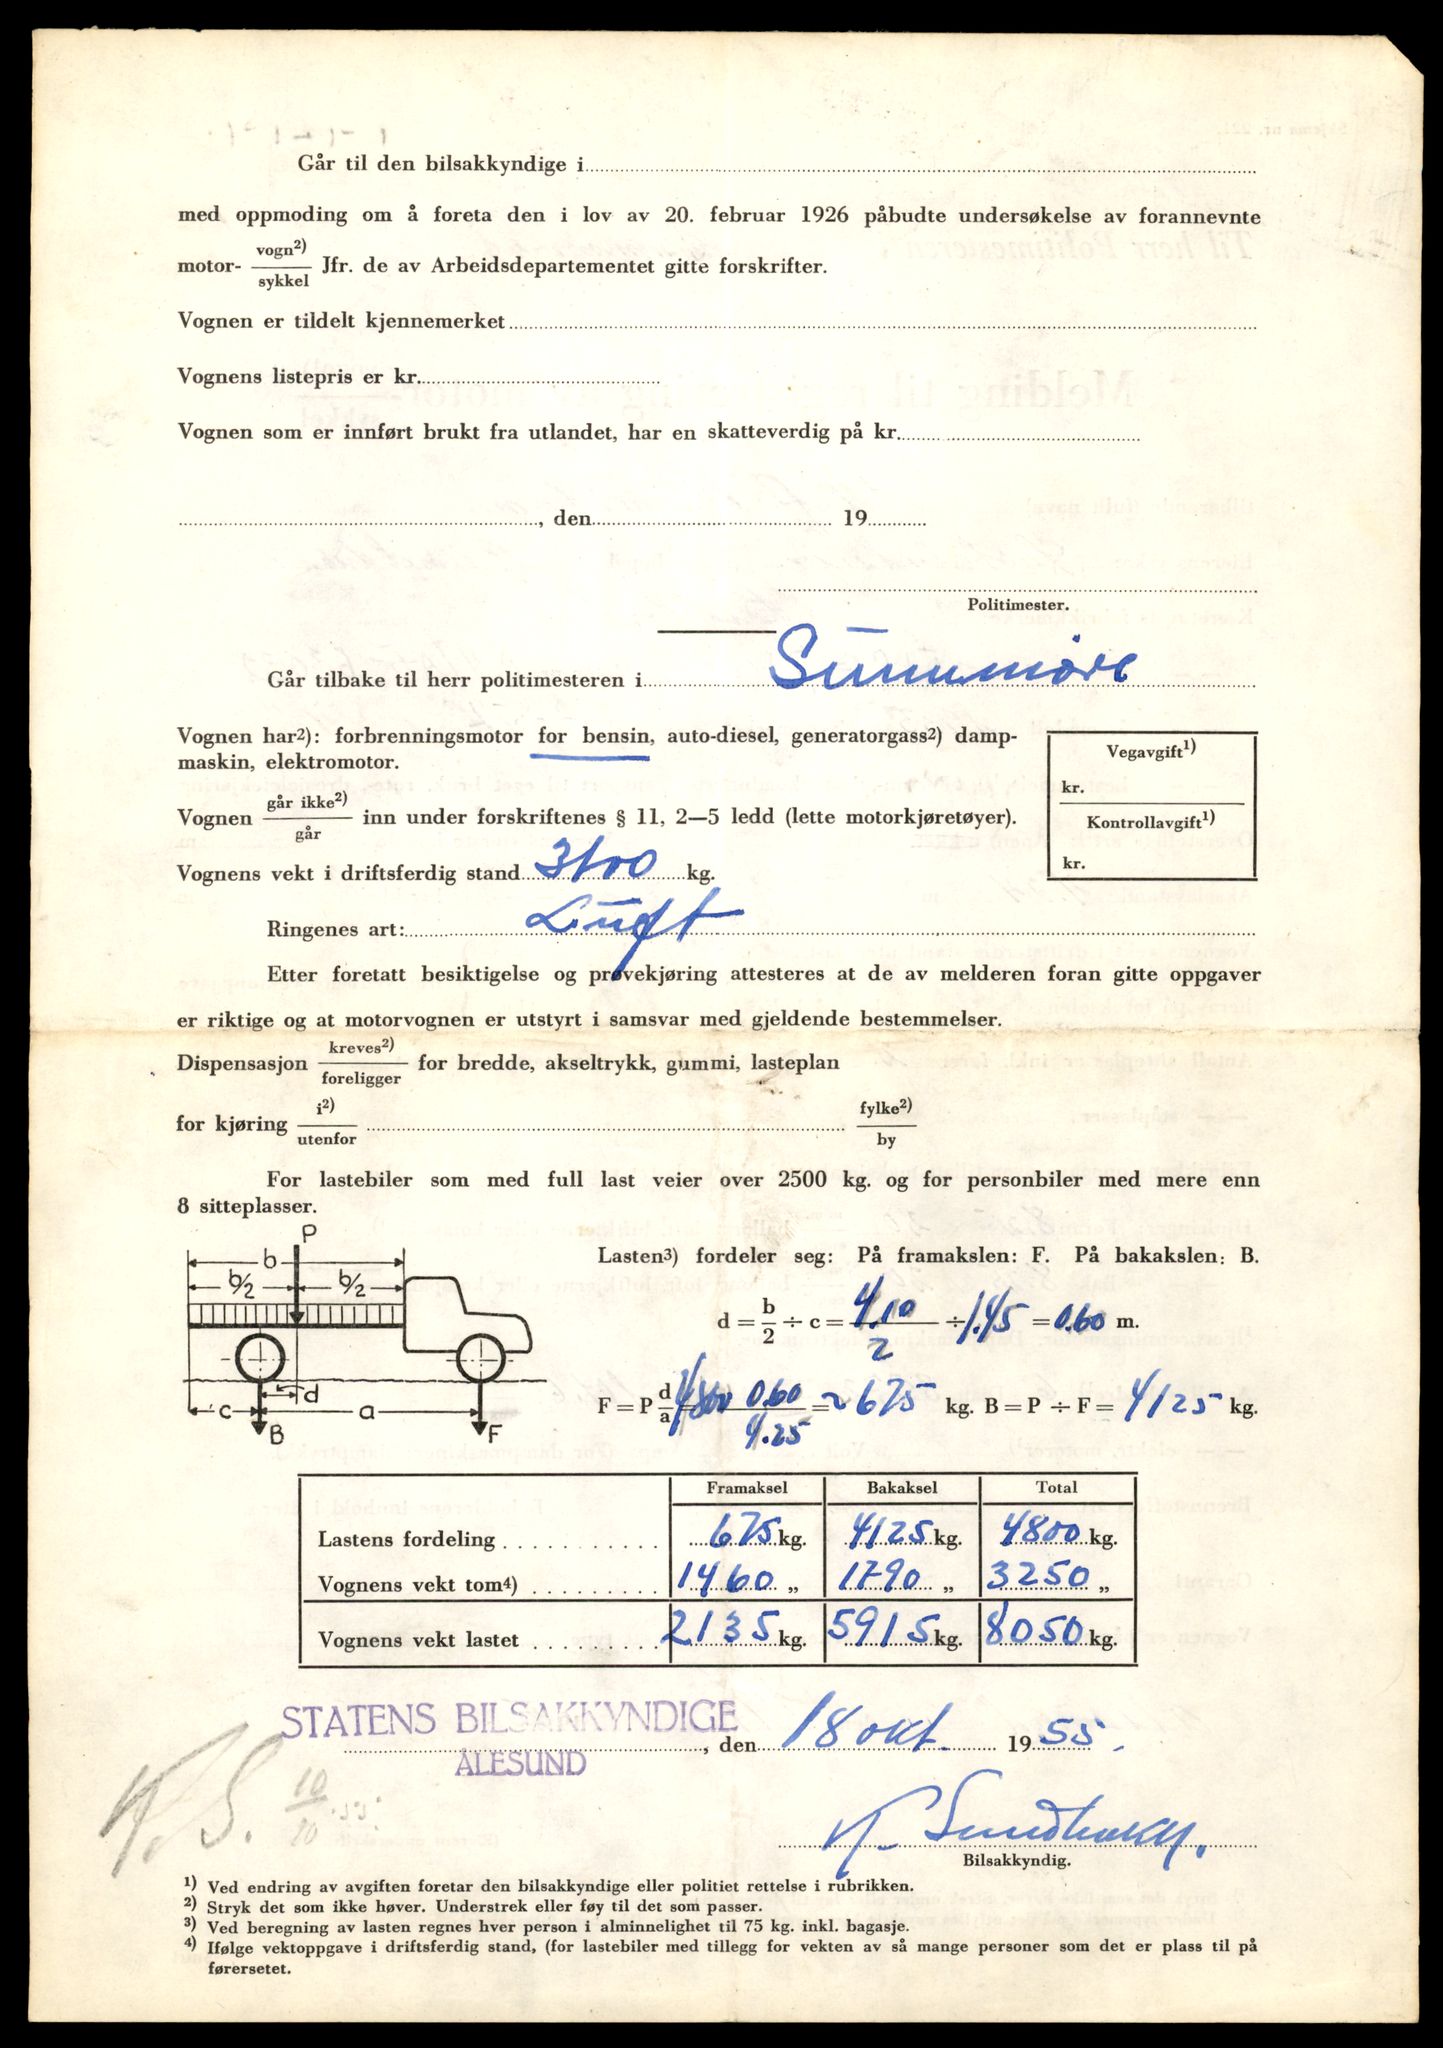 Går til den bilsakkyndige i
med oppmoding om å foreta den i lov av 20. februar 1926 påbudte undersøkelse av forannevnte
motor- vogn2) / sykkel Jfr. de av Arbeidsdepartementet gitte forskrifter.
Vognen er tildelt kjennemerket
Vognens listepris er kr.
Vognen som er innført brukt fra utlandet, har en skatteverdig på kr.
, den 19
Politimester.
Går tilbake til herr politimesteren i Sunnmöre
Vognen har2): forbrenningsmotor for bensin, auto-diesel, generatorgass2) damp-
maskin, elektromotor.
Vegavgift1)
kr.
Kontrollavgift1)
kr.
Vognen går ikke2) / går inn under forskriftenes § 11, 2—5 ledd (lette motorkjøretøyer).
Vognens vekt i driftsferdig stand 3100 kg.
Ringenes art: Luft
Etter foretatt besiktigelse og prøvekjøring attesteres at de av melderen foran gitte oppgaver
er riktige og at motorvognen er utstyrt i samsvar med gjeldende bestemmelser.
Dispensasjon kreves2) / foreligger for bredde, akseltrykk, gummi, lasteplan
for kjøring i2) / utenfor fylke2) / by
For lastebiler som med full last veier over 2500 kg. og for personbiler med mere enn
8 sitteplasser.
P
b
b/2 b/2
d
c a
B F
Lasten3) fordeler seg: På framakslen: F. På bakakslen: B.
d = b/2 ÷ c = 4.10/2 ÷ 1.45 = 0.60 m.
F = P d/a = 4800 0.60/4.25 = ~ 675 kg. B = P ÷ F = 4125 kg.
Framaksel Bakaksel Total
Lastens fordeling 675 kg. 4125 kg. 4800 kg.
Vognens vekt tom4) 1460 „ 1790 „ 3250 „
Vognens vekt lastet 2135 kg. 5915 kg. 8050 kg.
STATENS BILSAKKYNDIGE
ÅLESUND
, den 18 okt. 1955.
K. S. 10/10 55.
Bilsakkyndig.
1) Ved endring av avgiften foretar den bilsakkyndige eller politiet rettelse i rubrikken.
2) Stryk det som ikke høver. Understrek eller føy til det som passer.
3) Ved beregning av lasten regnes hver person i alminnelighet til 75 kg. inkl. bagasje.
4) Ifølge vektoppgave i driftsferdig stand, (for lastebiler med tillegg for vekten av så mange personer som det er plass til på
førersetet.